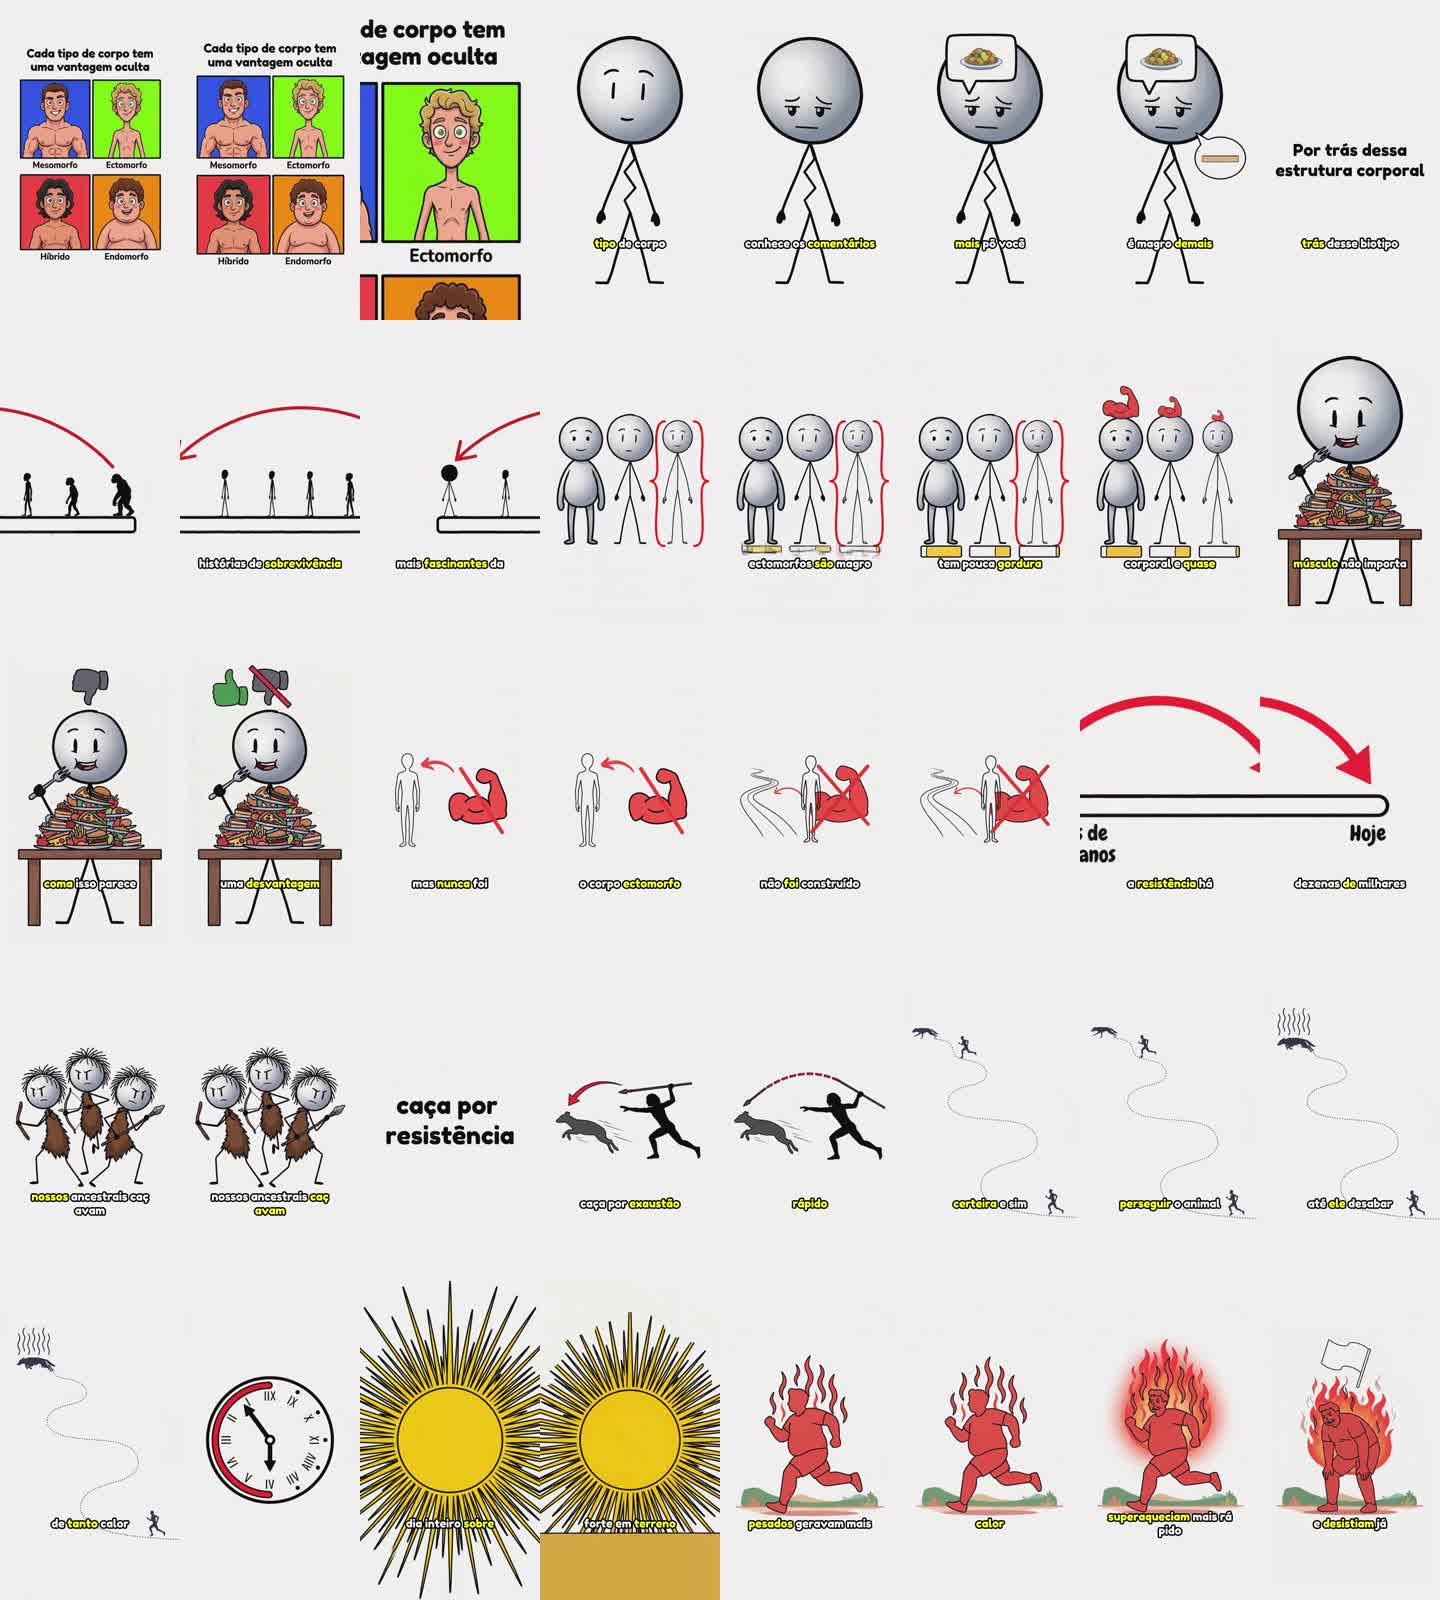 Cada tipo de corpo tem
uma vantagem oculta
Mesomorfo
Ectomorfo
Híbrido
Endomorfo
Cada tipo de corpo tem
uma vantagem oculta
Mesomorfo
Ectomorfo
Híbrido
Endomorfo
de corpo tem
tagem oculta
Ectomorfo
tipo de corpo
conhece os comentários
mais pô você
é magro demais
Por trás dessa
estrutura corporal
trás desse biotipo
histórias de sobrevivência
mais fascinantes da
ectomorfos são magro
tem pouca gordura
corporal e quase
músculo não importa
coma isso parece
uma desvantagem
mas nunca foi
o corpo ectomorfo
não foi construído
s de
anos
a resistência há
Hoje
dezenas de milhares
nossos ancestrais caç
avam
nossos ancestrais caç
avam
caça por
resistência
caça por exaustão
rápido
certeira e sim
perseguir o animal
até ele desabar
de tanto calor
dia inteiro sobre
forte em terreno
pesados geravam mais
calor
superaqueciam mais rá
pido
e desistiam já